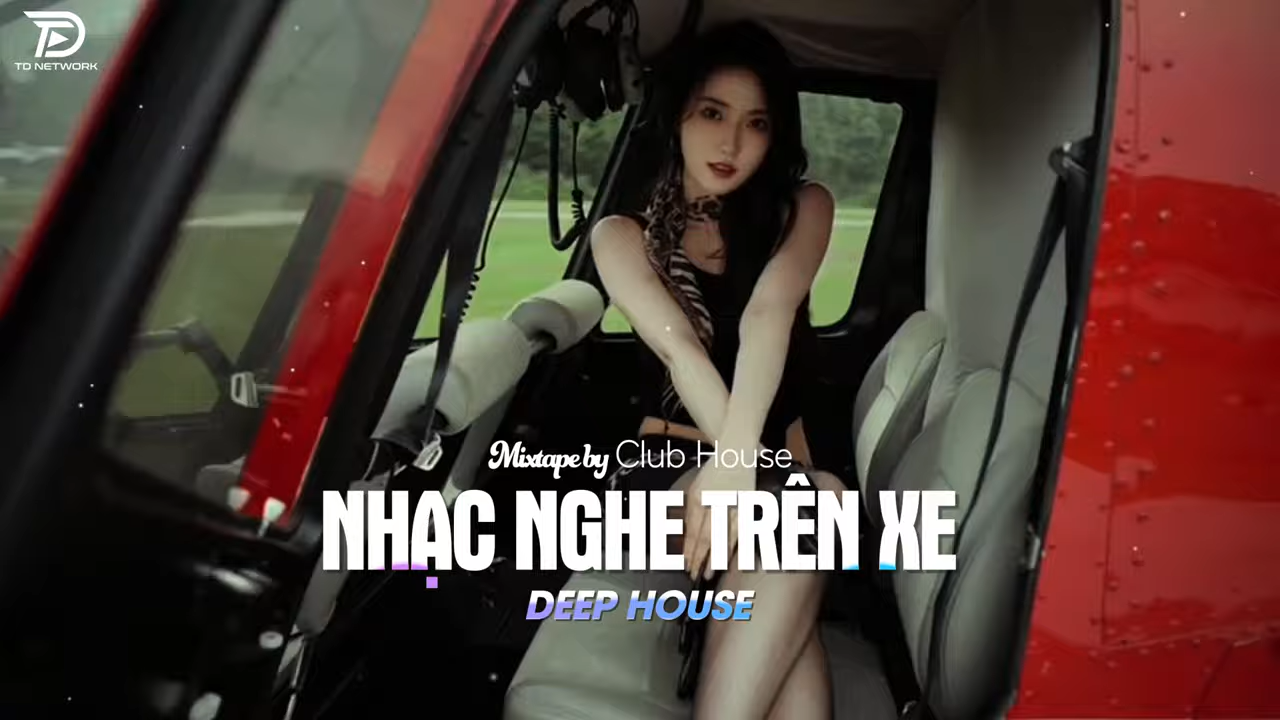 TD NETWORK
Mixtape by Club House
NHẠC NGHE TRÊN XE
DEEP HOUSE